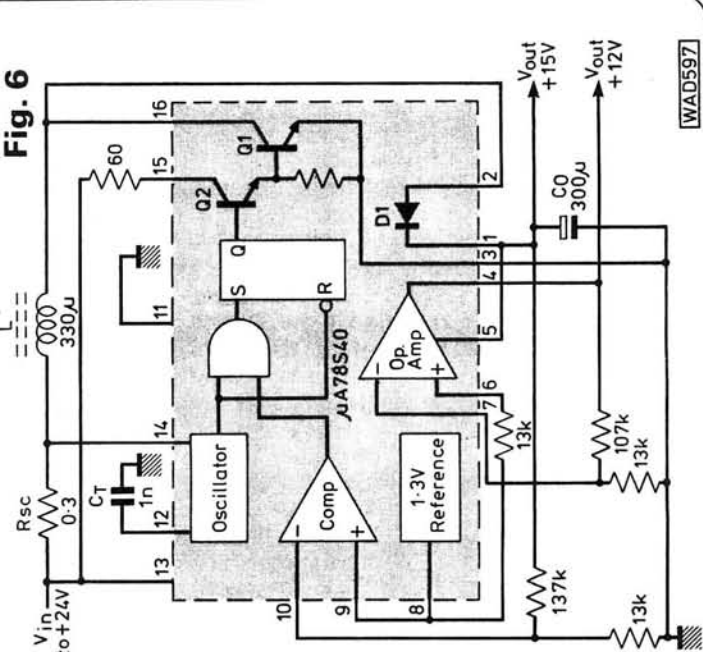 Fig. 6
L
330μ
Rsc
0·3
Vin
to+24V
CT
1n
60
13
12
14
11
15
16
Oscillator
S
Q
R
Q2
Q1
μA78S40
Comp
1·3V
Reference
Op.
Amp
D1
10
9
8
7
6
5
4
3
1
2
13k
137k
13k
107k
13k
CO
300μ
Vout
+15V
Vout
+12V
WAD597